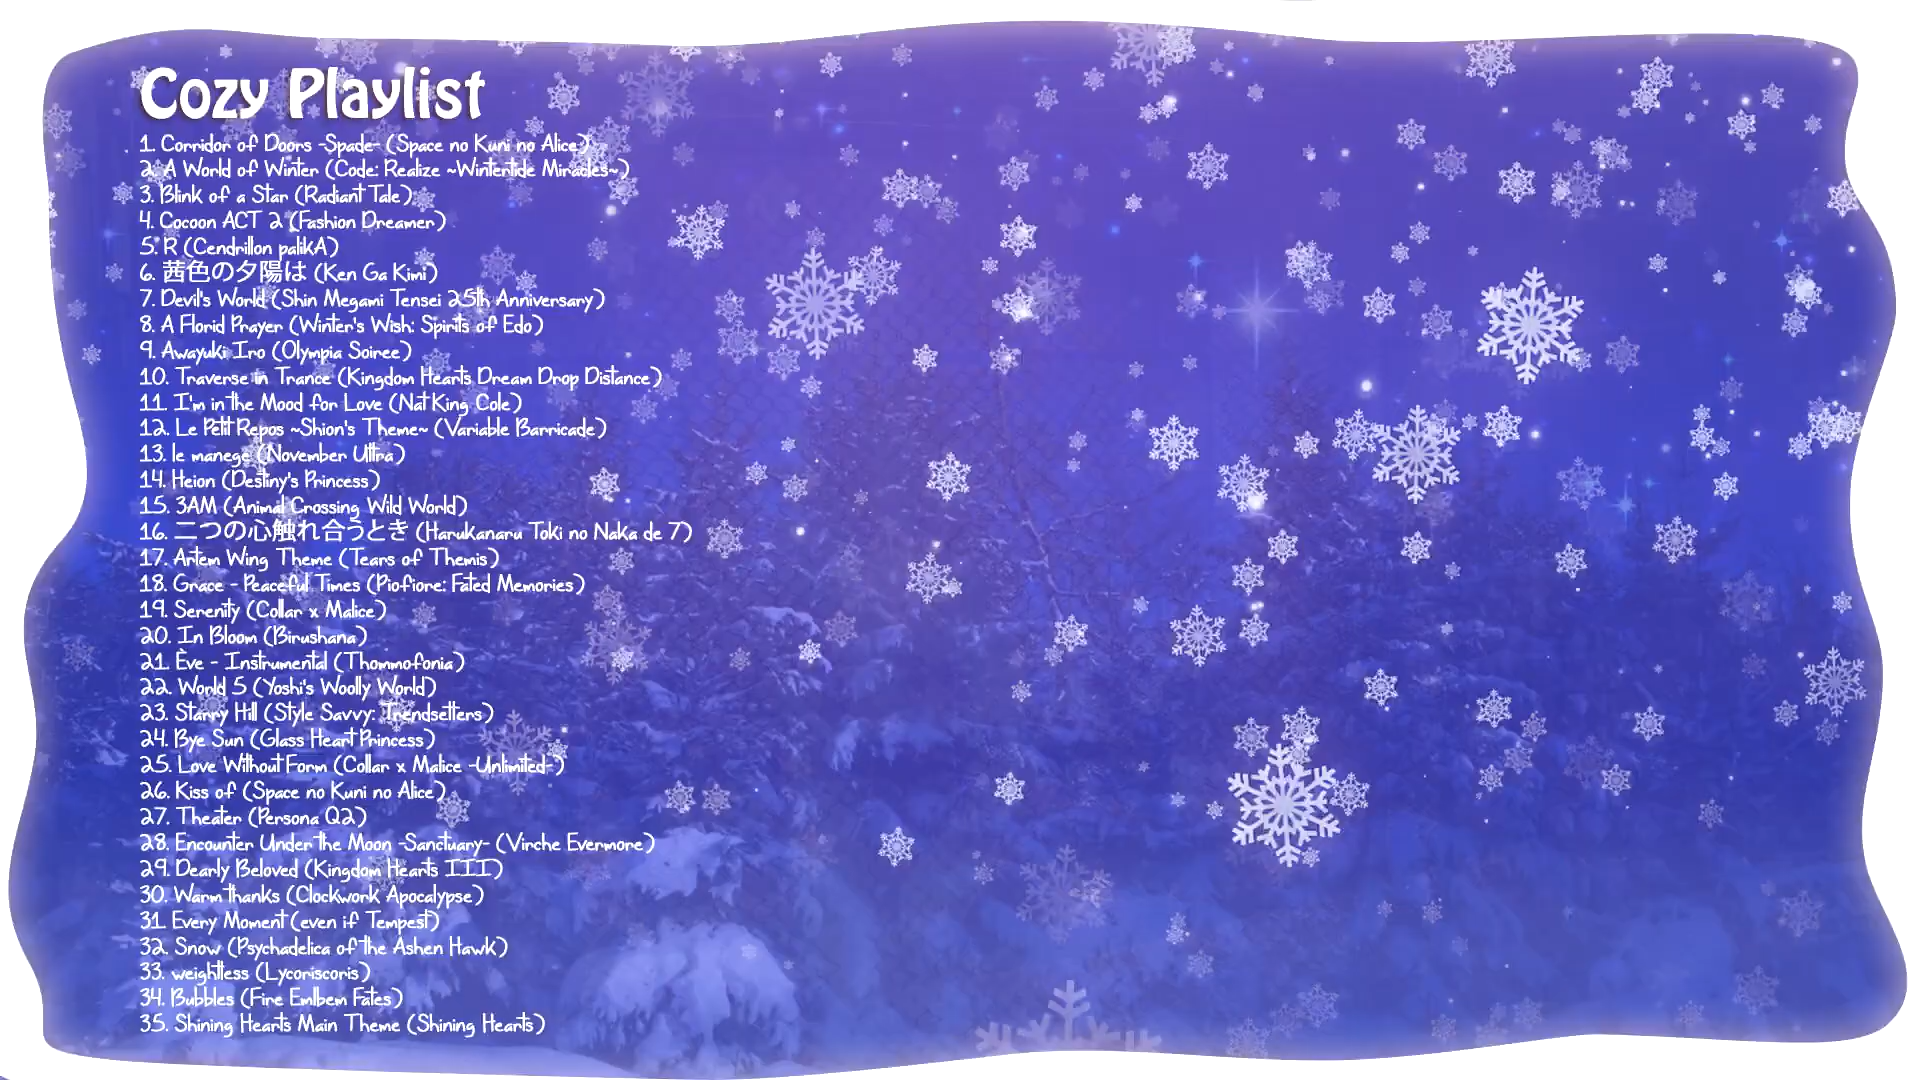 Cozy Playlist
1. Corridor of Doors -Spade- (Space no Kuni no Alice)
2. A World of Winter (Code: Realize ~Wintertide Miracles~)
3. Blink of a Star (Radiant Tale)
4. Cocoon ACT 2 (Fashion Dreamer)
5. R (Cendrillon palikA)
6. 茜色の夕陽は (Ken Ga Kimi)
7. Devil's World (Shin Megami Tensei 25th Anniversary)
8. A Florid Prayer (Winter's Wish: Spirits of Edo)
9. Awayuki Iro (Olympia Soiree)
10. Traverse in Trance (Kingdom Hearts Dream Drop Distance)
11. I'm in the Mood for Love (Nat King Cole)
12. Le Petit Repos ~Shion's Theme~ (Variable Barricade)
13. le manege (November Ultra)
14. Heion (Destiny's Princess)
15. 3AM (Animal Crossing Wild World)
16. 二つの心触れ合うとき (Harukanaru Toki no Naka de 7)
17. Artem Wing Theme (Tears of Themis)
18. Grace - Peaceful Times (Piofiore: Fated Memories)
19. Serenity (Collar x Malice)
20. In Bloom (Birushana)
21. Ève - Instrumental (Thommofonia)
22. World 5 (Yoshi's Woolly World)
23. Starry Hill (Style Savvy: Trendsetters)
24. Bye Sun (Glass Heart Princess)
25. Love Without Form (Collar x Malice -Unlimited-)
26. Kiss of (Space no Kuni no Alice)
27. Theater (Persona Q2)
28. Encounter Under the Moon -Sanctuary- (Virche Evermore)
29. Dearly Beloved (Kingdom Hearts III)
30. Warm thanks (Clockwork Apocalypse)
31. Every Moment (even if Tempest)
32. Snow (Psychadelica of the Ashen Hawk)
33. weightless (Lycoriscoris)
34. Bubbles (Fire Emlbem Fates)
35. Shining Hearts Main Theme (Shining Hearts)